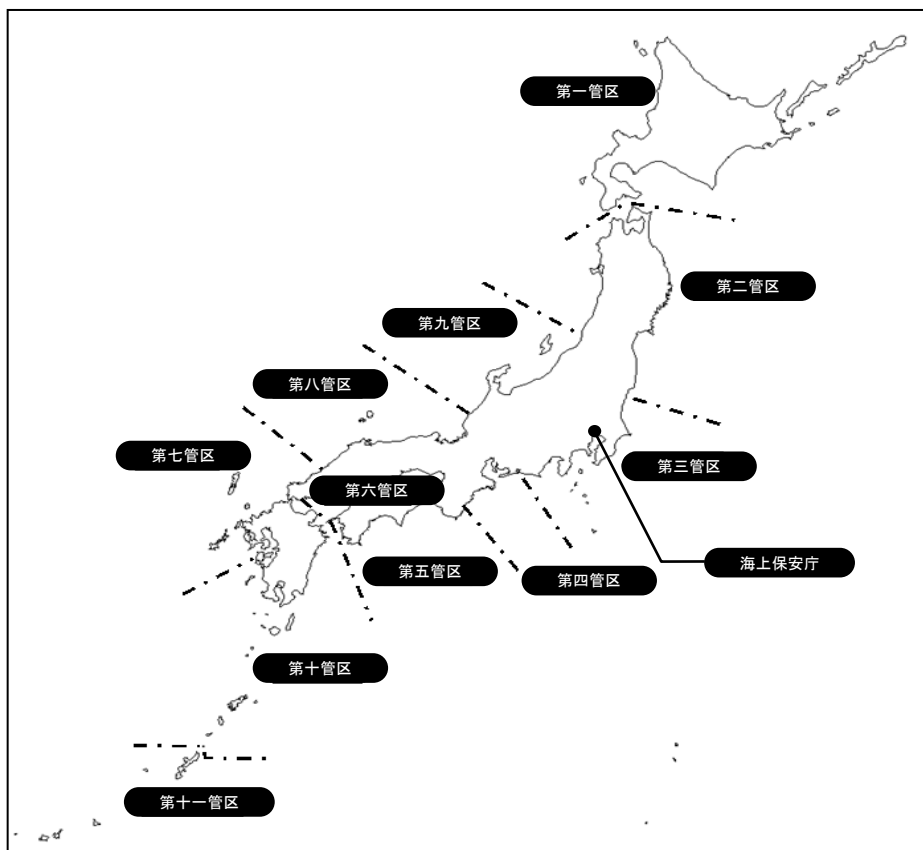 第一管区
第二管区
第九管区
第八管区
第七管区
第三管区
第六管区
海上保安庁
第五管区
第四管区
第十管区
第十一管区